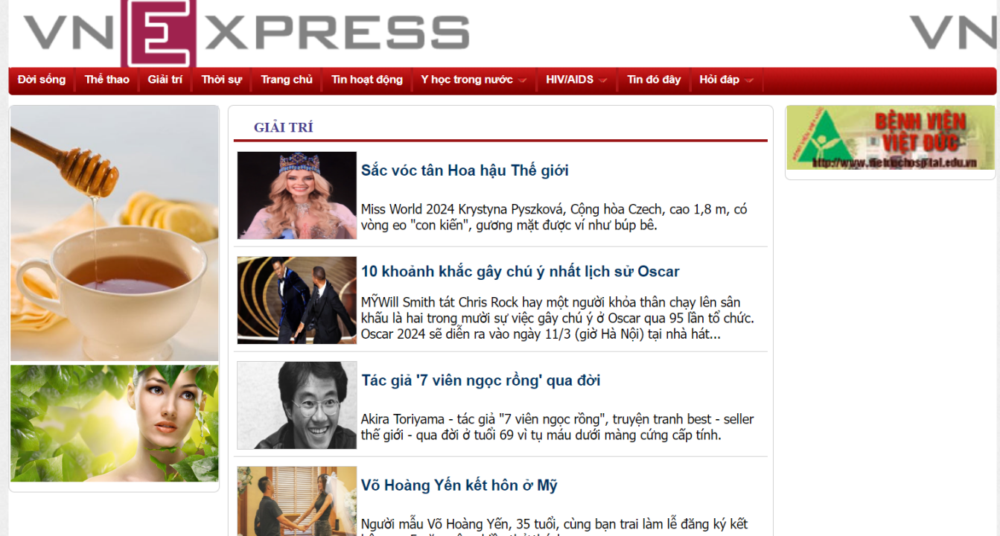 VNEXPRESS
VN
Đời sống
Thể thao
Giải trí
Thời sự
Trang chủ
Tin hoạt động
Y học trong nước
HIV/AIDS
Tin đó đây
Hỏi đáp
BỆNH VIỆN
VIỆT ĐỨC
GIẢI TRÍ
Sắc vóc tân Hoa hậu Thế giới
Miss World 2024 Krystyna Pyszková, Cộng hòa Czech, cao 1,8 m, có
vòng eo "con kiến", gương mặt được ví như búp bê.
10 khoảnh khắc gây chú ý nhất lịch sử Oscar
MỸWill Smith tát Chris Rock hay một người khỏa thân chạy lên sân
khấu là hai trong mười sự việc gây chú ý ở Oscar qua 95 lần tổ chức.
Oscar 2024 sẽ diễn ra vào ngày 11/3 (giờ Hà Nội) tại nhà hát...
Tác giả '7 viên ngọc rồng' qua đời
Akira Toriyama - tác giả "7 viên ngọc rồng", truyện tranh best - seller
thế giới - qua đời ở tuổi 69 vì tụ máu dưới màng cứng cấp tính.
Võ Hoàng Yến kết hôn ở Mỹ
Người mẫu Võ Hoàng Yến, 35 tuổi, cùng bạn trai làm lễ đăng ký kết